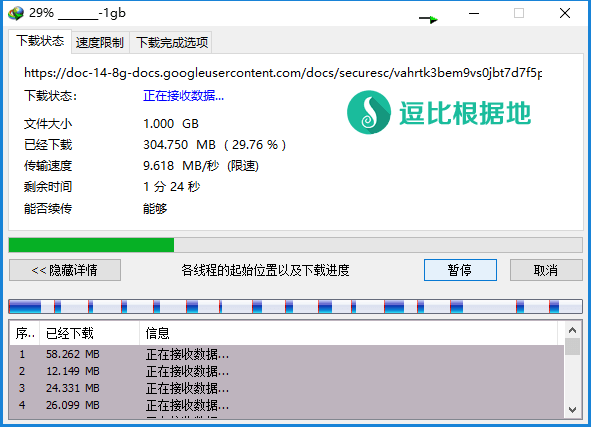 29% _______-1gb
下载状态 速度限制 下载完成选项
https://doc-14-8g-docs.googleusercontent.com/docs/securesc/vahrtk3bem9vs0jbt7d7f5p
下载状态： 正在接收数据...
逗比根据地
文件大小 1.000 GB
已经下载 304.750 MB ( 29.76 % )
传输速度 9.618 MB/秒 (限速)
剩余时间 1 分 24 秒
能否续传 能够
<< 隐藏详情 各线程的起始位置以及下载进度 暂停 取消
序.. 已经下载 信息
1 58.262 MB 正在接收数据...
2 12.149 MB 正在接收数据...
3 24.331 MB 正在接收数据...
4 26.099 MB 正在接收数据...